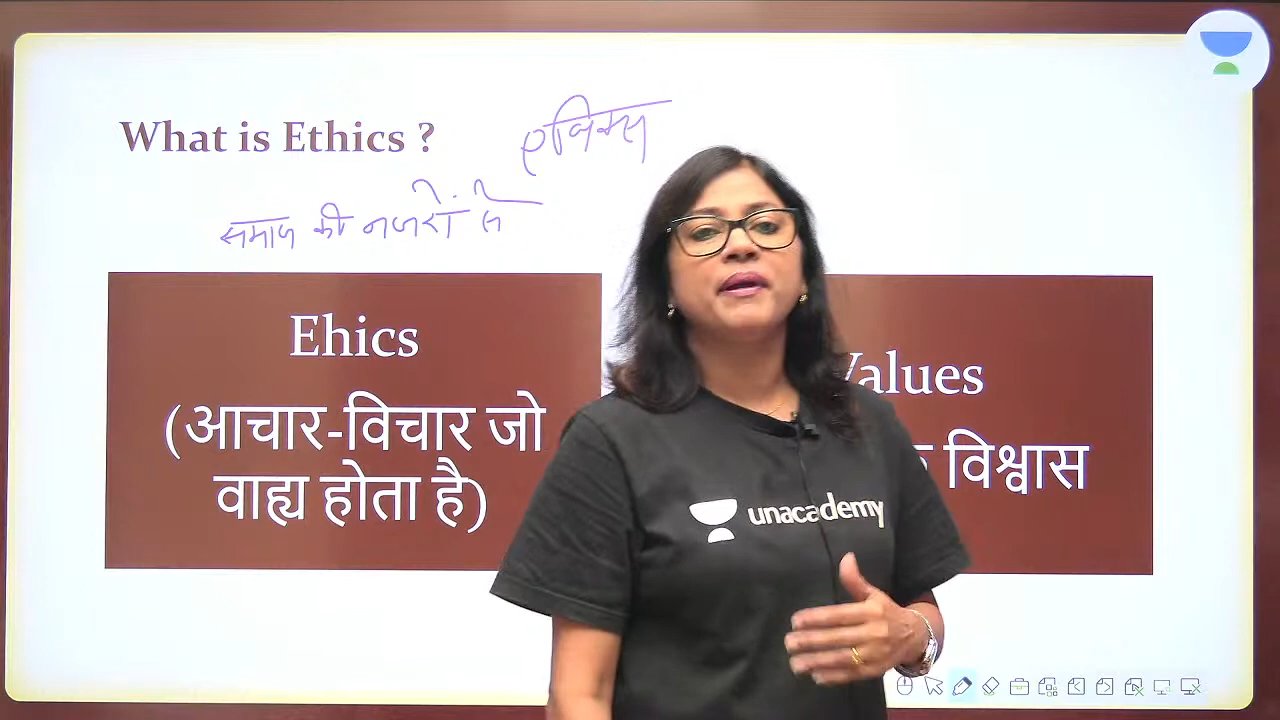 What is Ethics ?
एथिक्स
समाज की नजरों से
Ehics
(आचार-विचार जो
वाह्य होता है)
Values
विश्वास
unacademy